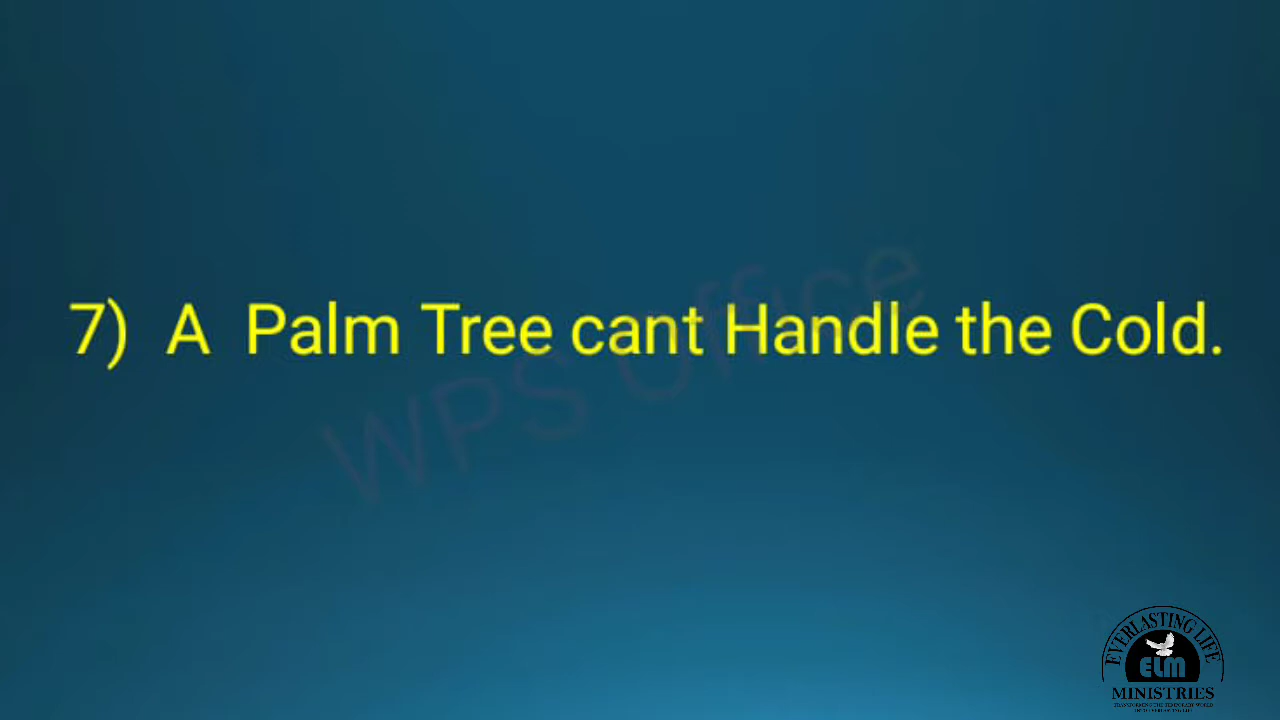 7) A Palm Tree cant Handle the Cold.
WPS Office
EVERLASTING LIFE
ELM
MINISTRIES